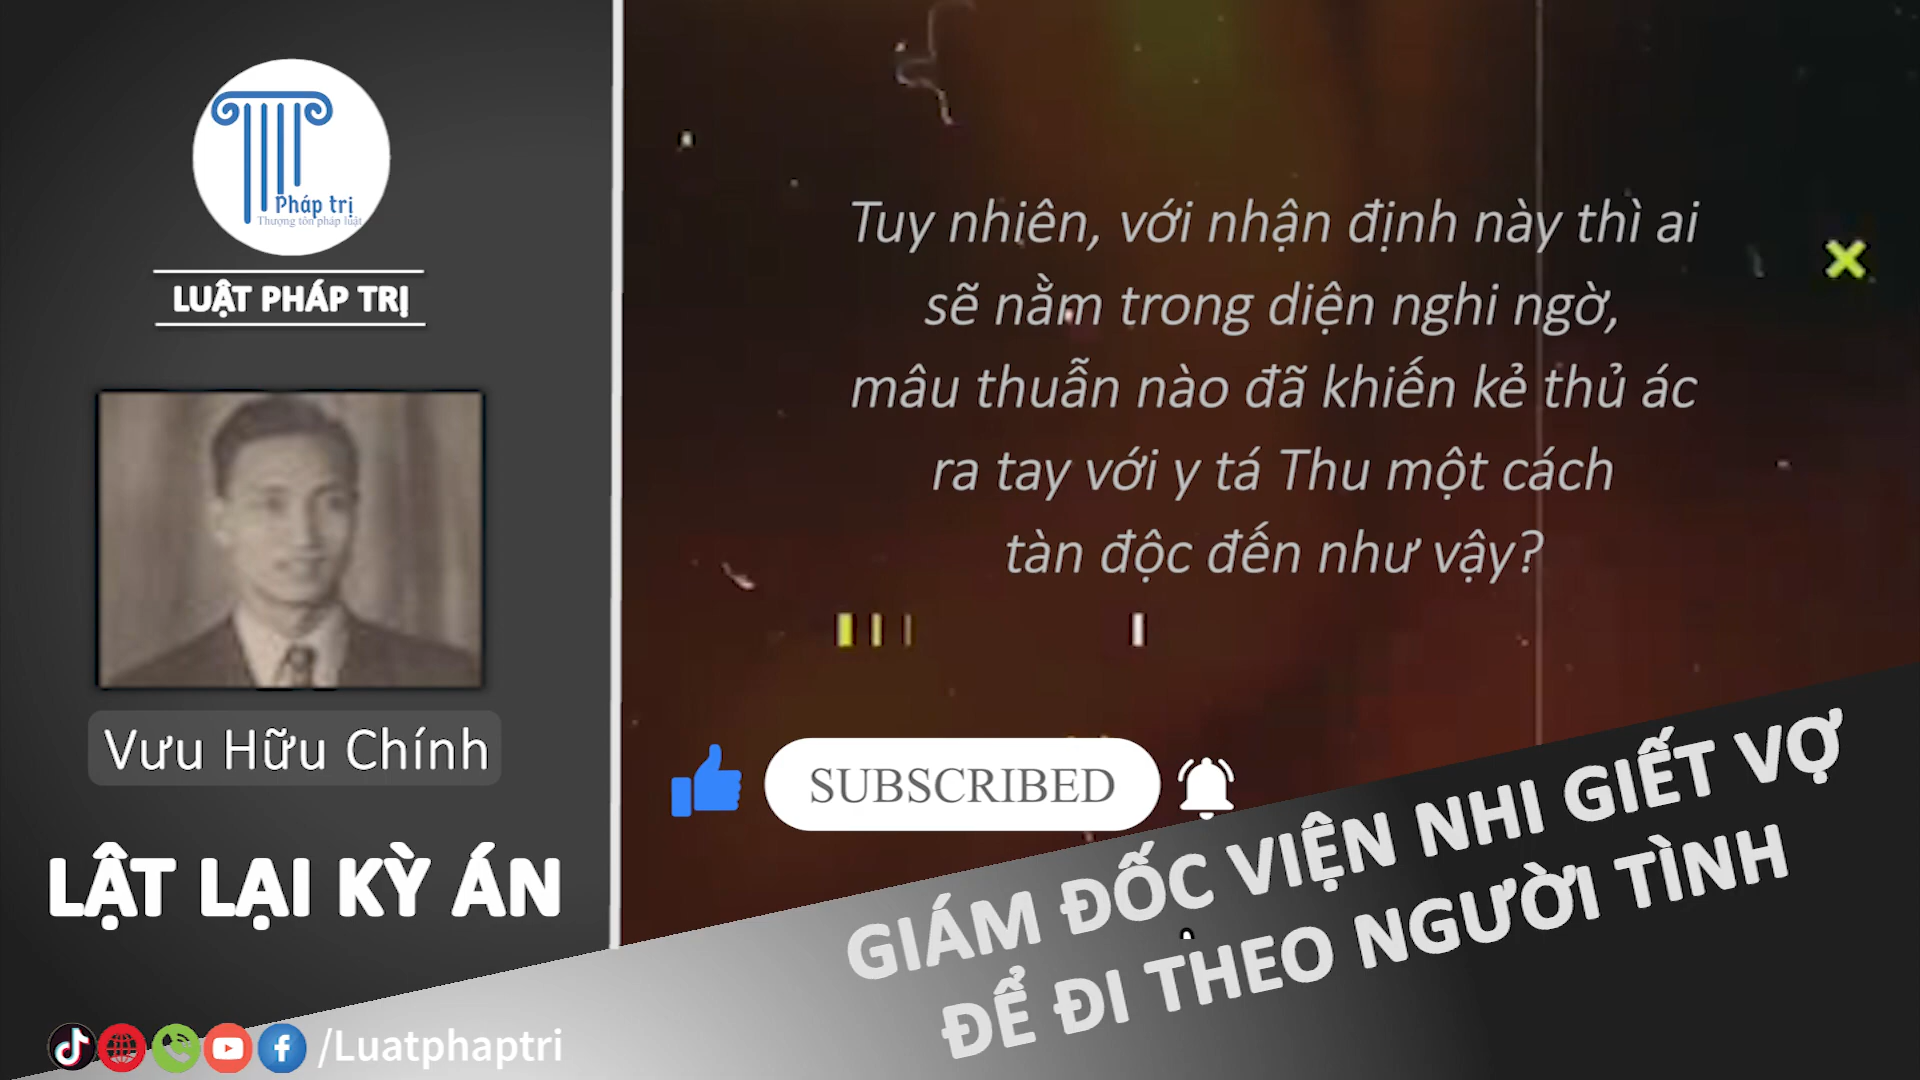 Pháp trị
Thượng tôn pháp luật
LUẬT PHÁP TRỊ
Vưu Hữu Chính
LẬT LẠI KỲ ÁN
/Luatphaptri
Tuy nhiên, với nhận định này thì ai
sẽ nằm trong diện nghi ngờ,
mâu thuẫn nào đã khiến kẻ thủ ác
ra tay với y tá Thu một cách
tàn độc đến như vậy?
SUBSCRIBED
GIÁM ĐỐC VIỆN NHI GIẾT VỢ
ĐỂ ĐI THEO NGƯỜI TÌNH